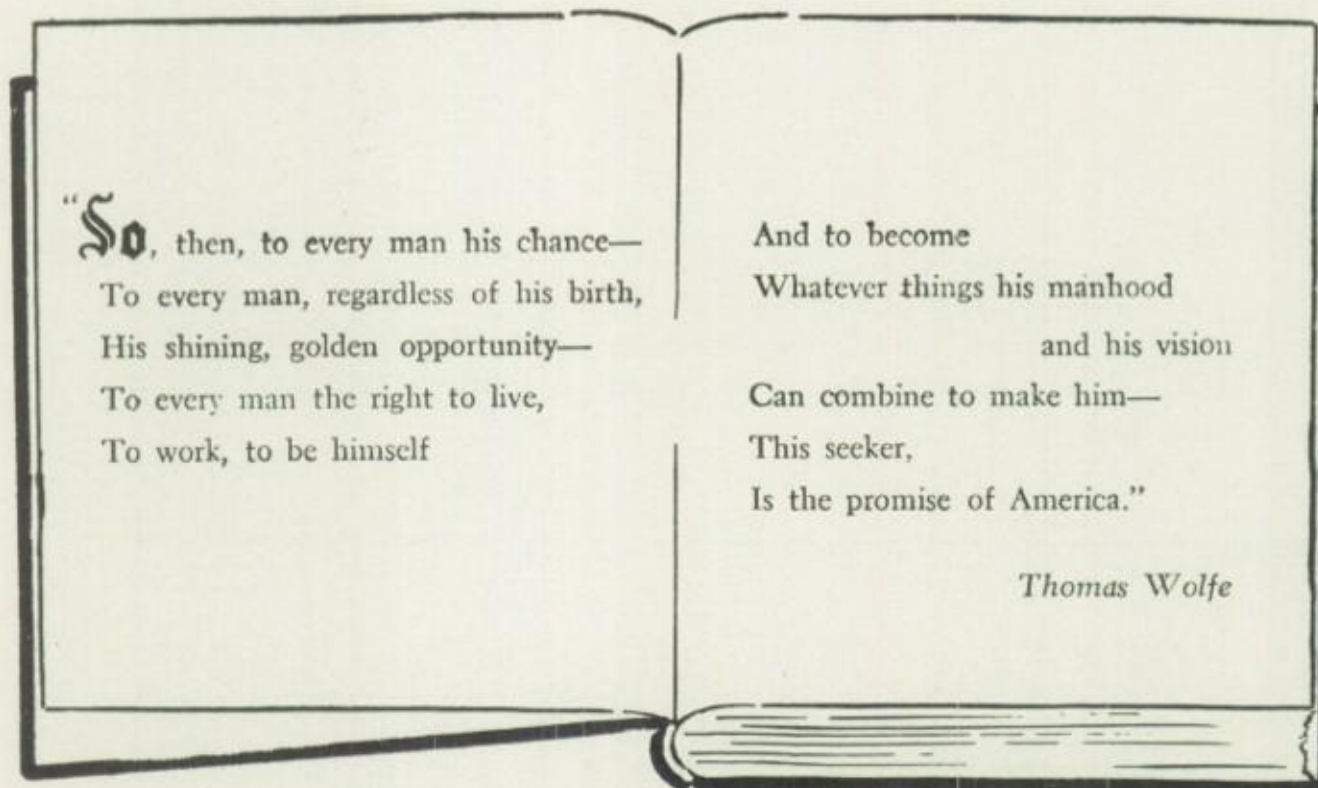 “So, then, to every man his chance—
To every man, regardless of his birth,
His shining, golden opportunity—
To every man the right to live,
To work, to be himself
And to become
Whatever things his manhood
and his vision
Can combine to make him—
This seeker,
Is the promise of America.”
Thomas Wolfe